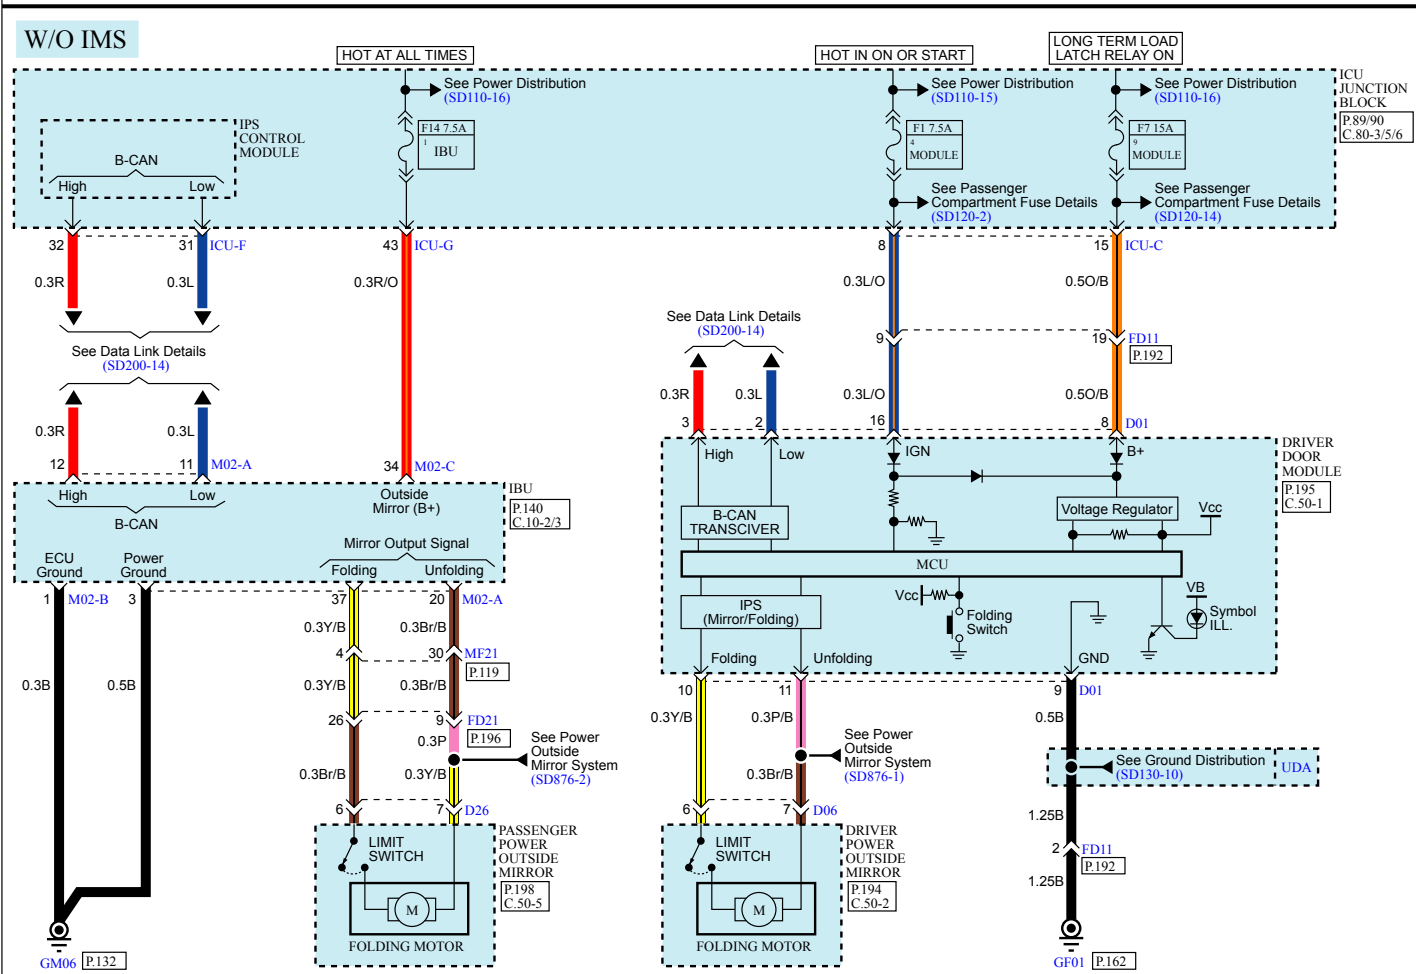 W/O IMS
HOT AT ALL TIMES
HOT IN ON OR START
LONG TERM LOAD
LATCH RELAY ON
See Power Distribution
(SD110-16)
See Power Distribution
(SD110-15)
See Power Distribution
(SD110-16)
ICU
JUNCTION
BLOCK
P.89/90
C.80-3/5/6
IPS
CONTROL
MODULE
B-CAN
High
Low
F14 7.5A
1
IBU
F1 7.5A
4
MODULE
F7 15A
9
MODULE
See Passenger
Compartment Fuse Details
(SD120-2)
See Passenger
Compartment Fuse Details
(SD120-14)
32
31
ICU-F
43
ICU-G
8
15
ICU-C
0.3R
0.3L
0.3R/O
0.3L/O
0.5O/B
See Data Link Details
(SD200-14)
See Data Link Details
(SD200-14)
9
19
FD11
P.192
0.3R
0.3L
0.3R
0.3L
0.3L/O
0.5O/B
12
11
M02-A
34
M02-C
3
2
16
8
D01
High
Low
B-CAN
Outside
Mirror (B+)
IBU
P.140
C.10-2/3
ECU
Ground
Power
Ground
Mirror Output Signal
Folding
Unfolding
High
Low
IGN
B+
DRIVER
DOOR
MODULE
P.195
C.50-1
B-CAN
TRANSCIVER
Voltage Regulator
Vcc
MCU
IPS
(Mirror/Folding)
Vcc
Folding
Switch
VB
Symbol
ILL.
Folding
Unfolding
GND
1
M02-B
3
37
20
M02-A
0.3Y/B
0.3Br/B
4
30
MF21
P.119
0.3B
0.5B
0.3Y/B
0.3Br/B
26
9
FD21
P.196
0.3P
See Power
Outside
Mirror System
(SD876-2)
0.3Br/B
0.3Y/B
6
7
D26
10
11
9
D01
0.3Y/B
0.3P/B
0.5B
See Power
Outside
Mirror System
(SD876-1)
See Ground Distribution
(SD130-10)
UDA
0.3Br/B
6
7
D06
1.25B
2
FD11
P.192
1.25B
LIMIT
SWITCH
PASSENGER
POWER
OUTSIDE
MIRROR
P.198
C.50-5
M
FOLDING MOTOR
LIMIT
SWITCH
DRIVER
POWER
OUTSIDE
MIRROR
P.194
C.50-2
M
FOLDING MOTOR
GM06
P.132
GF01
P.162